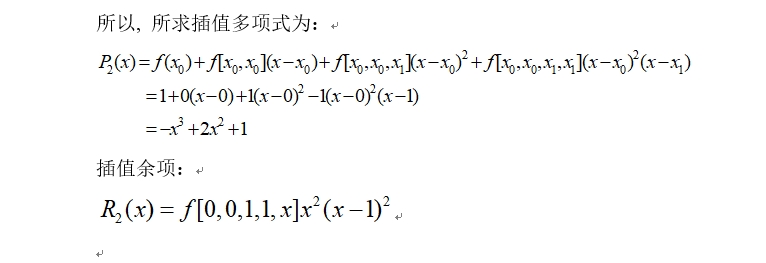 所以, 所求插值多项式为: ↵
P₂(x)=f(x₀)+f[x₀,x₀](x−x₀)+f[x₀,x₀,x₁](x−x₀)²+f[x₀,x₀,x₁,x₁](x−x₀)²(x−x₁)
=1+0(x−0)+1(x−0)²−1(x−0)²(x−1)
=−x³+2x²+1
插值余项: ↵
R₂(x)=f[0,0,1,1,x]x²(x−1)² ↵
↵